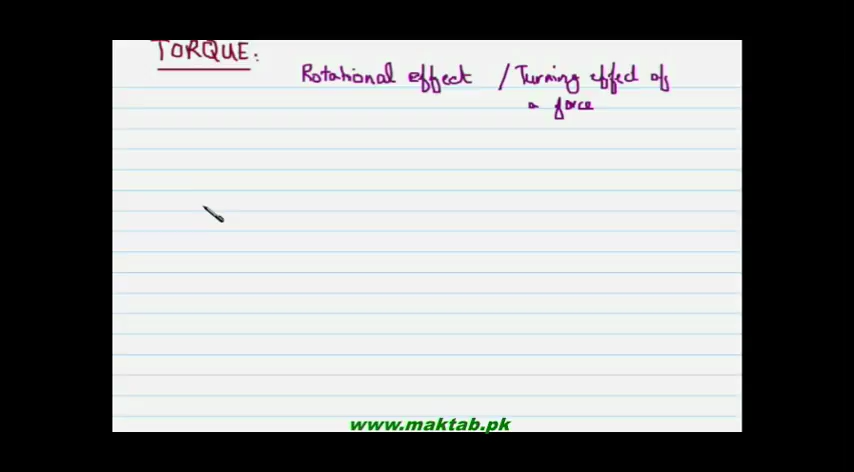 TORQUE:
Rotational effect / Turning effect of
a force
www.maktab.pk